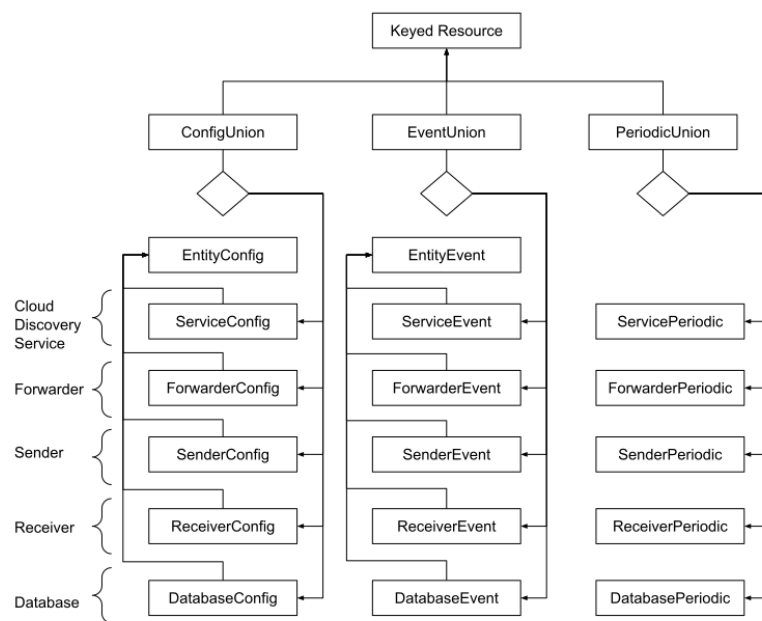 Keyed Resource
ConfigUnion
EventUnion
PeriodicUnion
EntityConfig
EntityEvent
Cloud
Discovery
Service
ServiceConfig
ServiceEvent
ServicePeriodic
Forwarder
ForwarderConfig
ForwarderEvent
ForwarderPeriodic
Sender
SenderConfig
SenderEvent
SenderPeriodic
Receiver
ReceiverConfig
ReceiverEvent
ReceiverPeriodic
Database
DatabaseConfig
DatabaseEvent
DatabasePeriodic